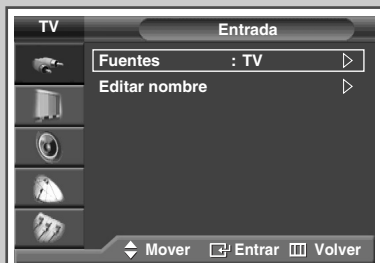 TV
Entrada
Fuentes : TV
Editar nombre
Mover Entrar Volver